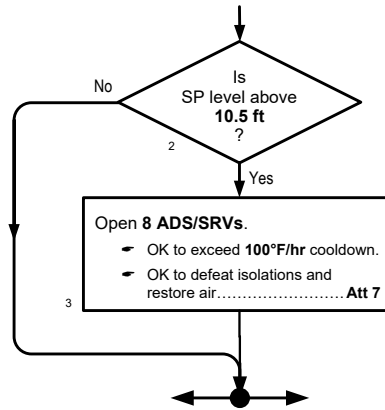 Is
No
SP level above
10.5 ft
?
2
Yes
Open 8 ADS/SRVs.
☛ OK to exceed 100°F/hr cooldown.
☛ OK to defeat isolations and
restore air.........................Att 7
3